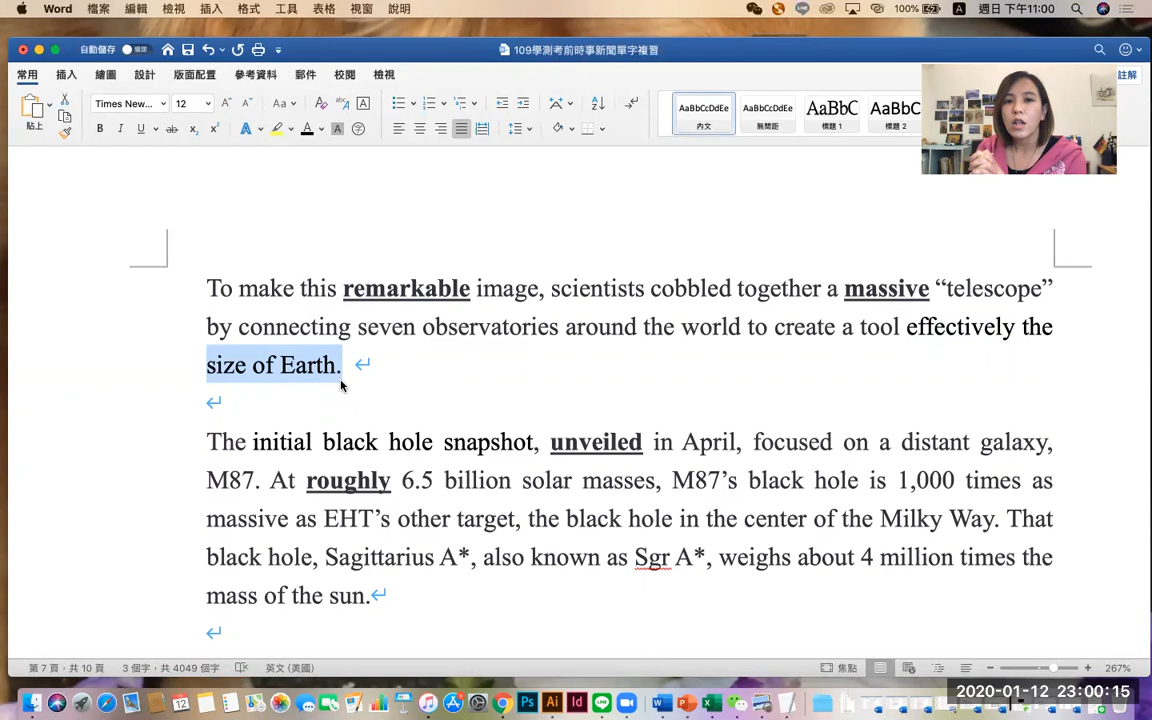 Word 檔案 編輯 檢視 插入 格式 工具 表格 視窗 說明 100% A 週日 下午11:00
自動儲存 109學測考前時事新聞單字複習
常用 插入 繪圖 設計 版面配置 參考資料 郵件 校閱 檢視 註解
貼上 Times New... 12 AaBbCcDdEe 內文 AaBbCcDdEe 無間距 AaBbC 標題 1 AaBbC 標題 2
To make this remarkable image, scientists cobbled together a massive “telescope”
by connecting seven observatories around the world to create a tool effectively the
size of Earth.
The initial black hole snapshot, unveiled in April, focused on a distant galaxy,
M87. At roughly 6.5 billion solar masses, M87’s black hole is 1,000 times as
massive as EHT’s other target, the black hole in the center of the Milky Way. That
black hole, Sagittarius A*, also known as Sgr A*, weighs about 4 million times the
mass of the sun.
第 7 頁，共 10 頁 3 個字，共 4049 個字 英文 (美國) 焦點 267%
2020-01-12 23:00:15